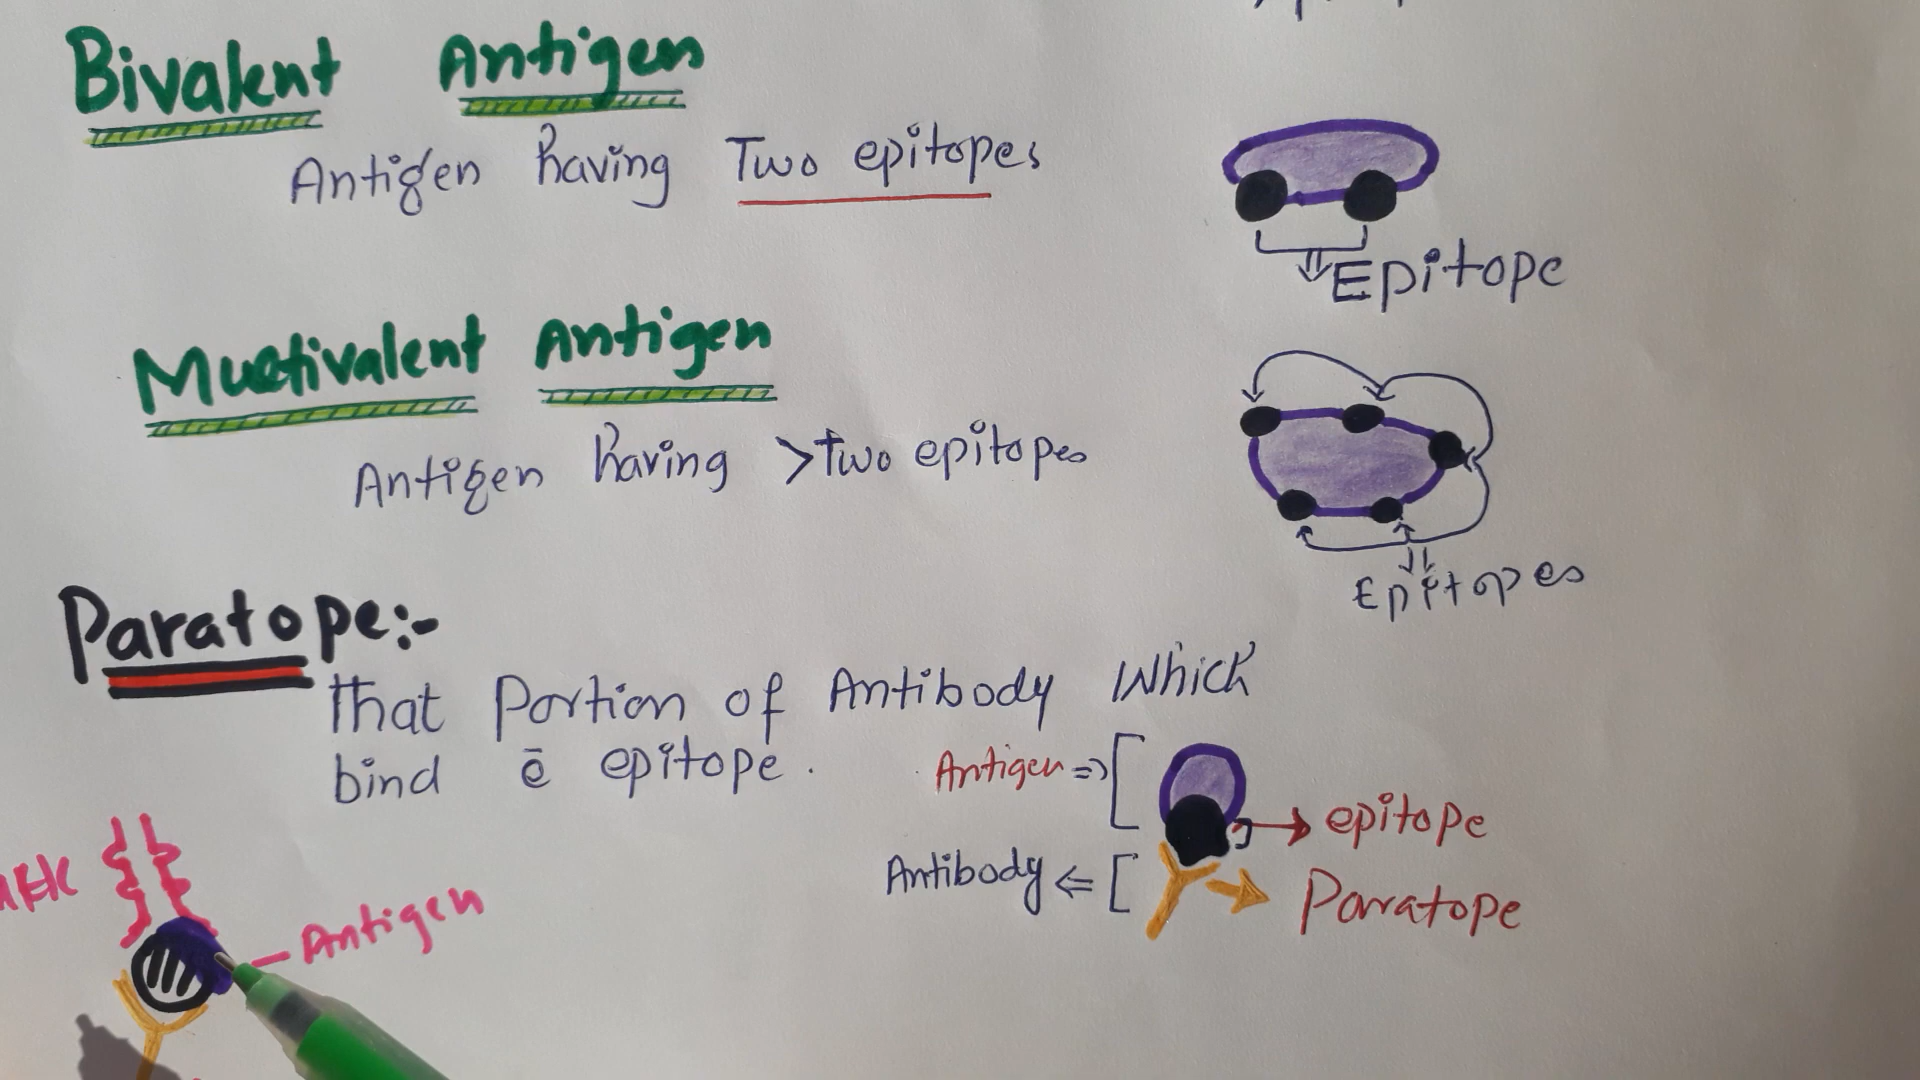 Bivalent Antigen
Antigen having Two epitopes
Epitope
Multivalent Antigen
Antigen having >two epitopes
Epitopes
Paratope:-
That Portion of Antibody Which
bind ē epitope.
Antigen =>
epitope
Antibody <=
Paratope
Antigen